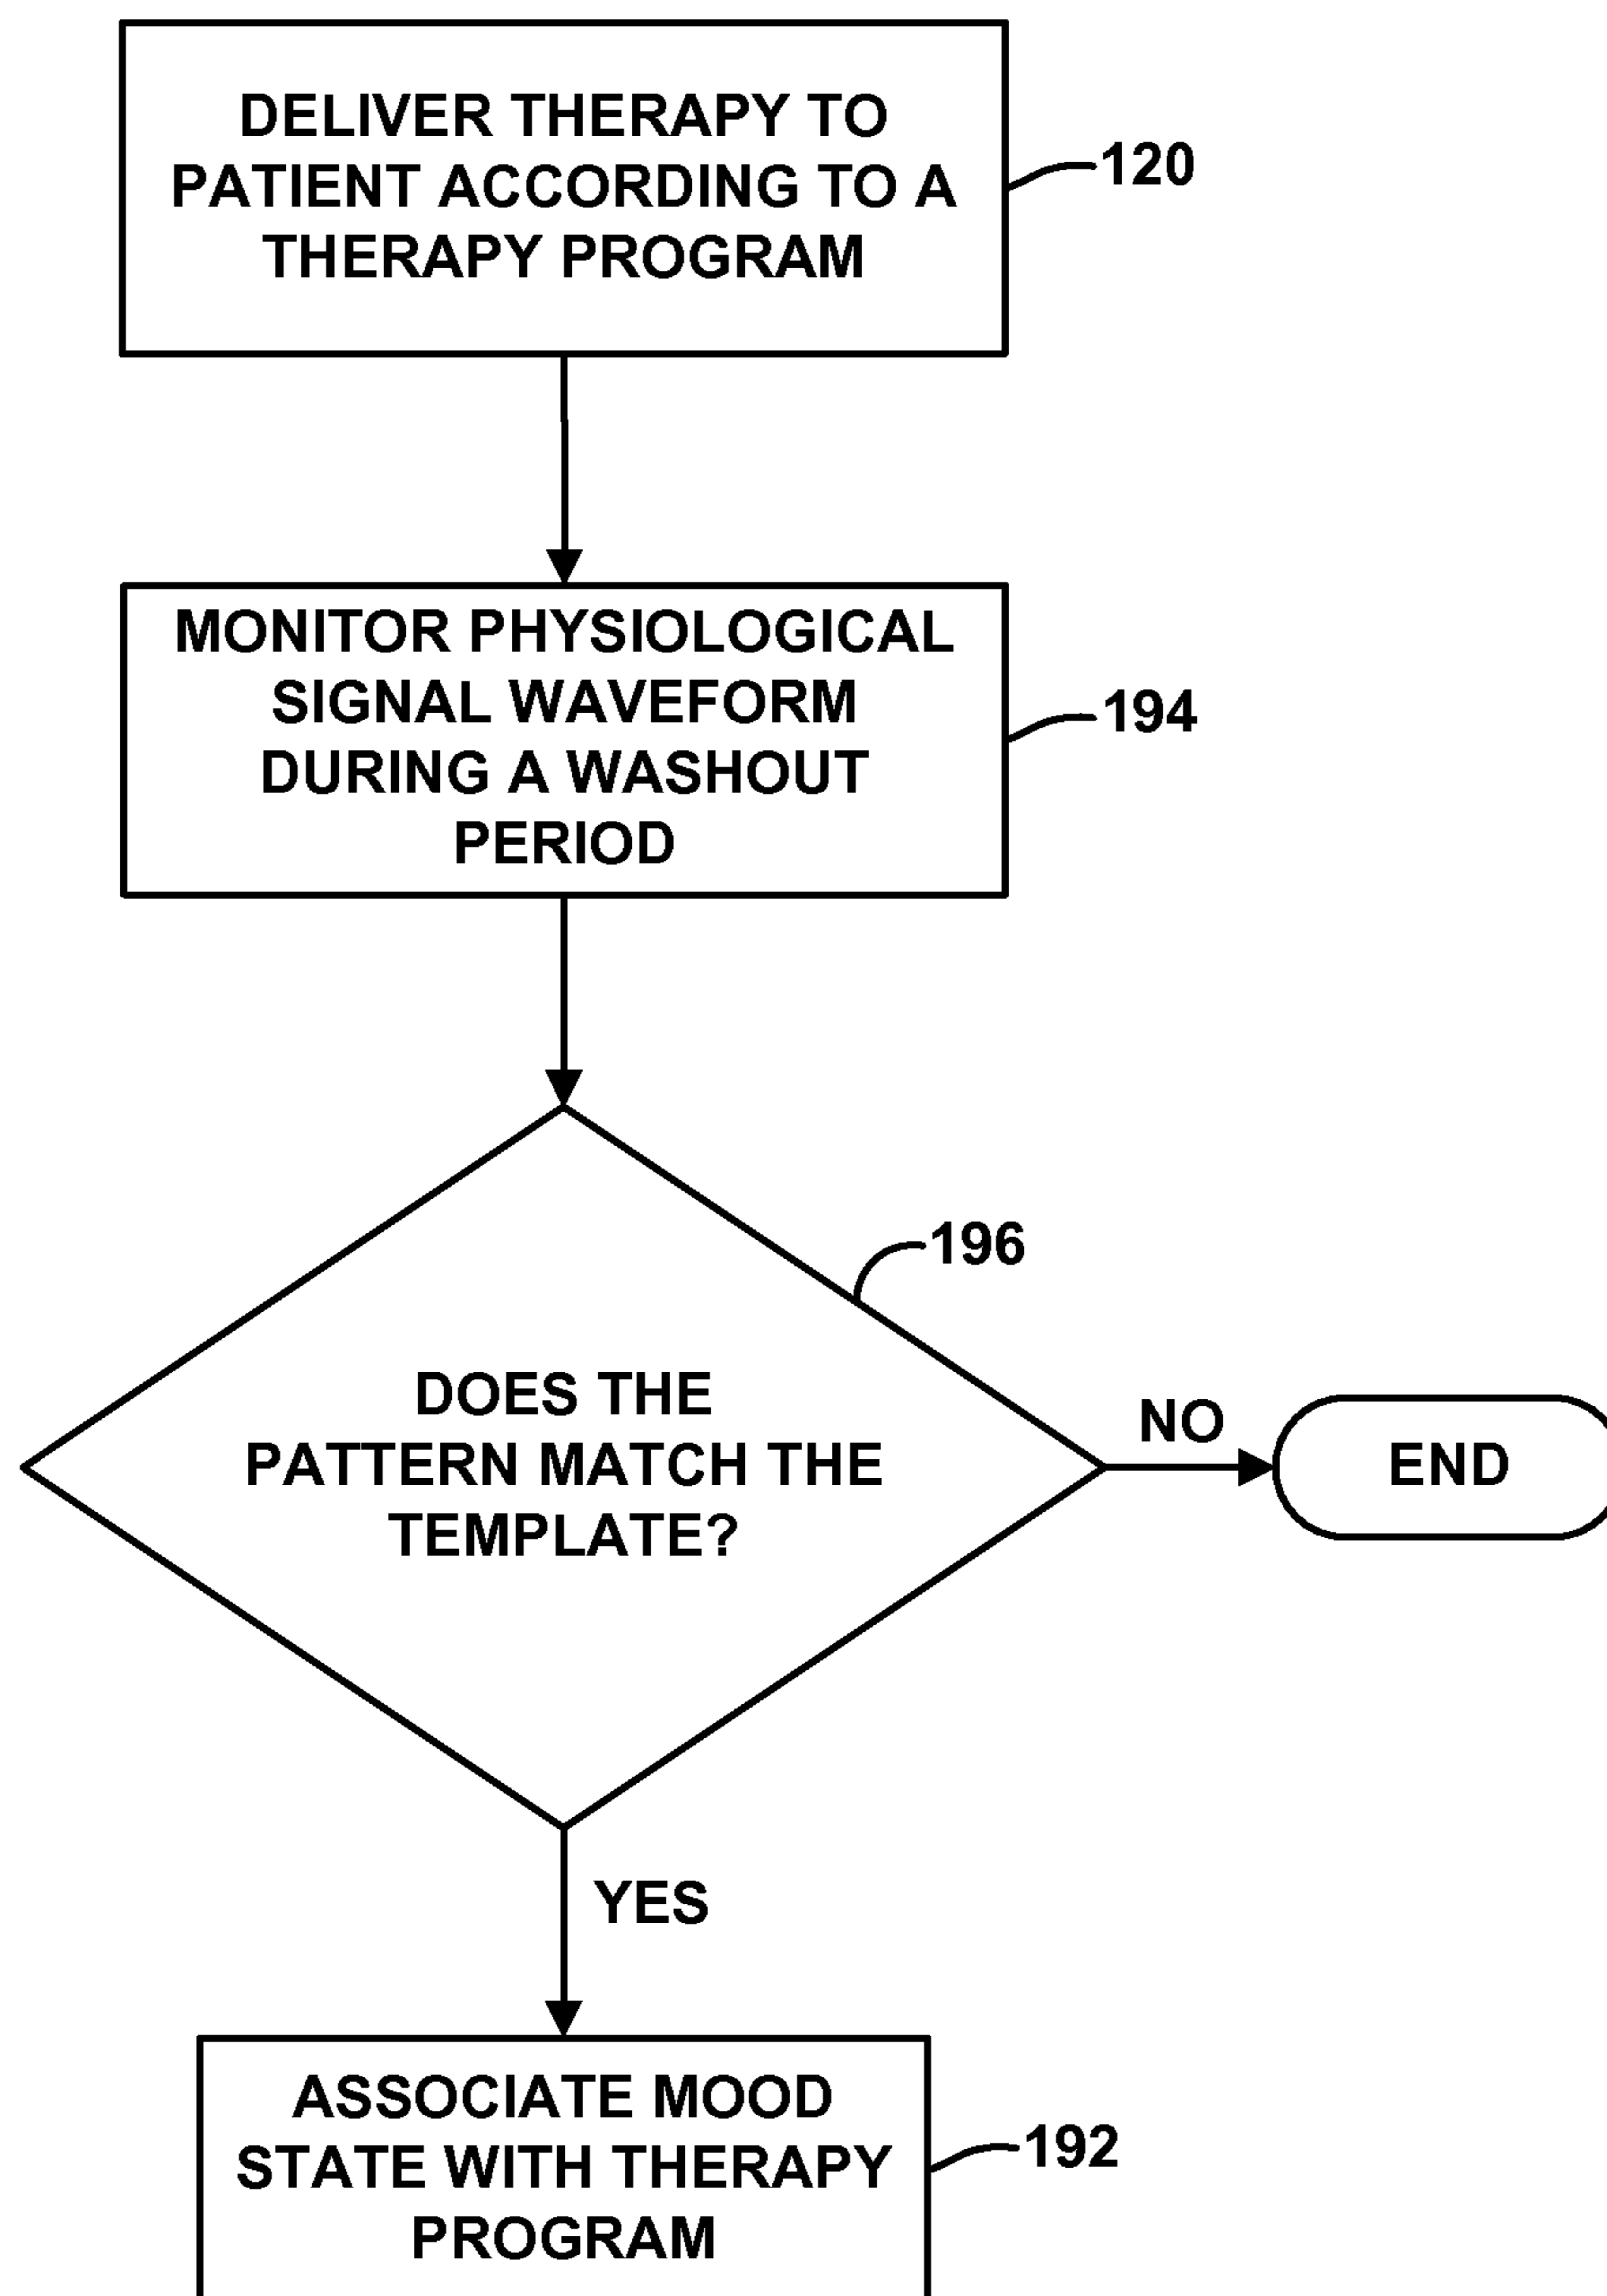 DELIVER THERAPY TO
PATIENT ACCORDING TO A
THERAPY PROGRAM
120
MONITOR PHYSIOLOGICAL
SIGNAL WAVEFORM
DURING A WASHOUT
PERIOD
194
196
DOES THE
PATTERN MATCH THE
TEMPLATE?
NO
END
YES
ASSOCIATE MOOD
STATE WITH THERAPY
PROGRAM
192